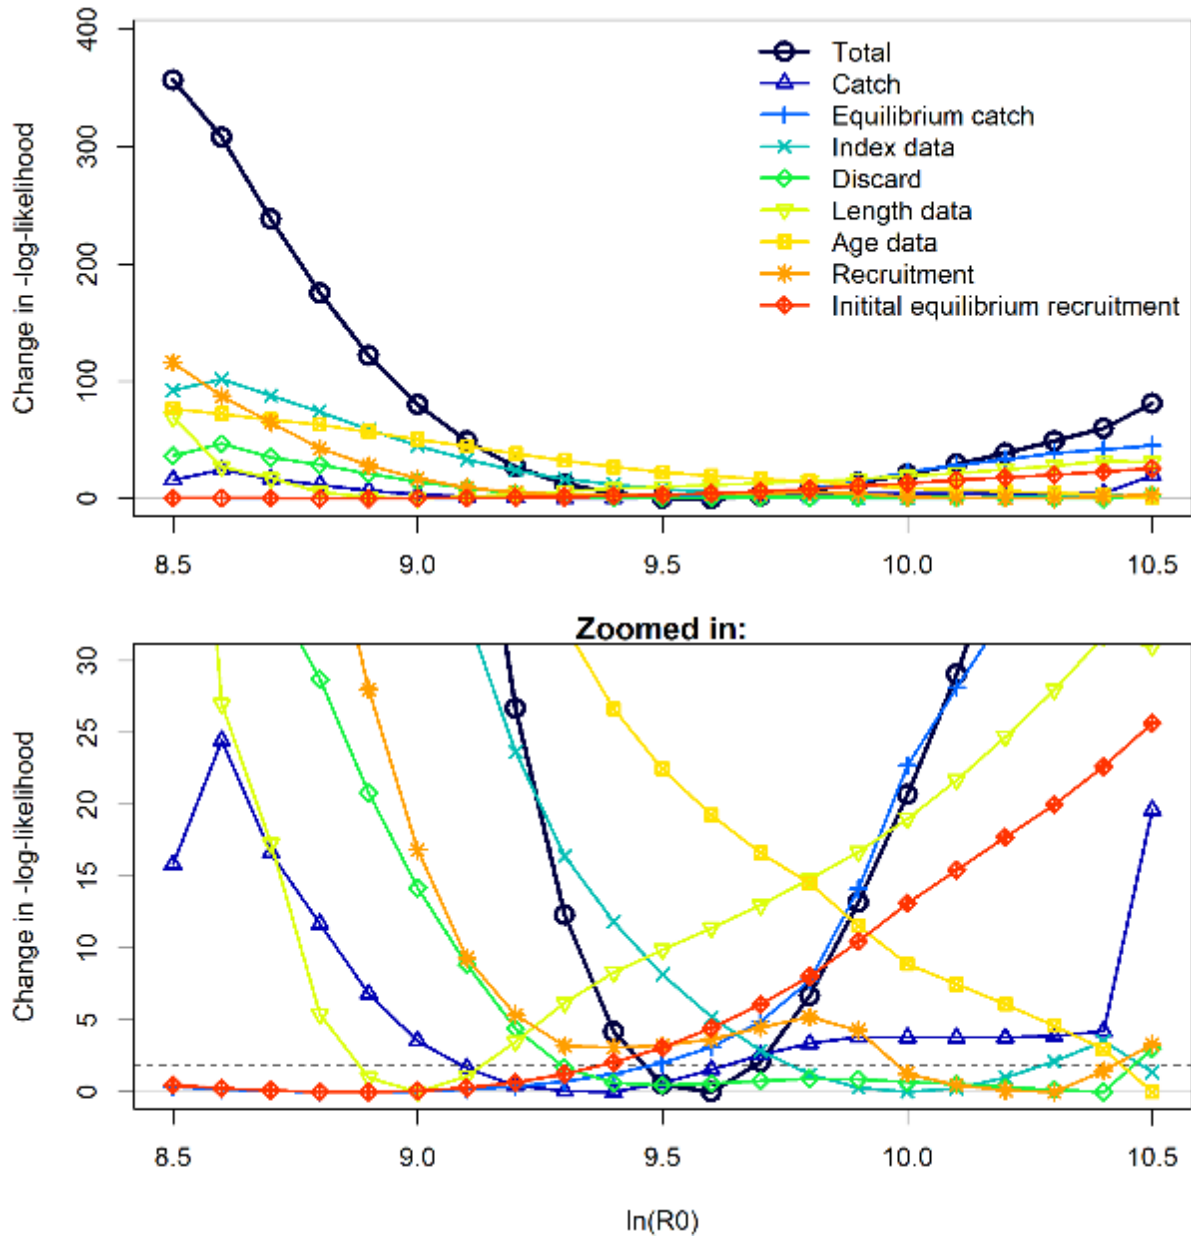 400
300
200
100
0
Change in -log-likelihood
Total
Catch
Equilibrium catch
Index data
Discard
Length data
Age data
Recruitment
Initital equilibrium recruitment
8.5 9.0 9.5 10.0 10.5
Zoomed in:
30
25
20
15
10
5
0
Change in -log-likelihood
8.5 9.0 9.5 10.0 10.5
ln(R0)